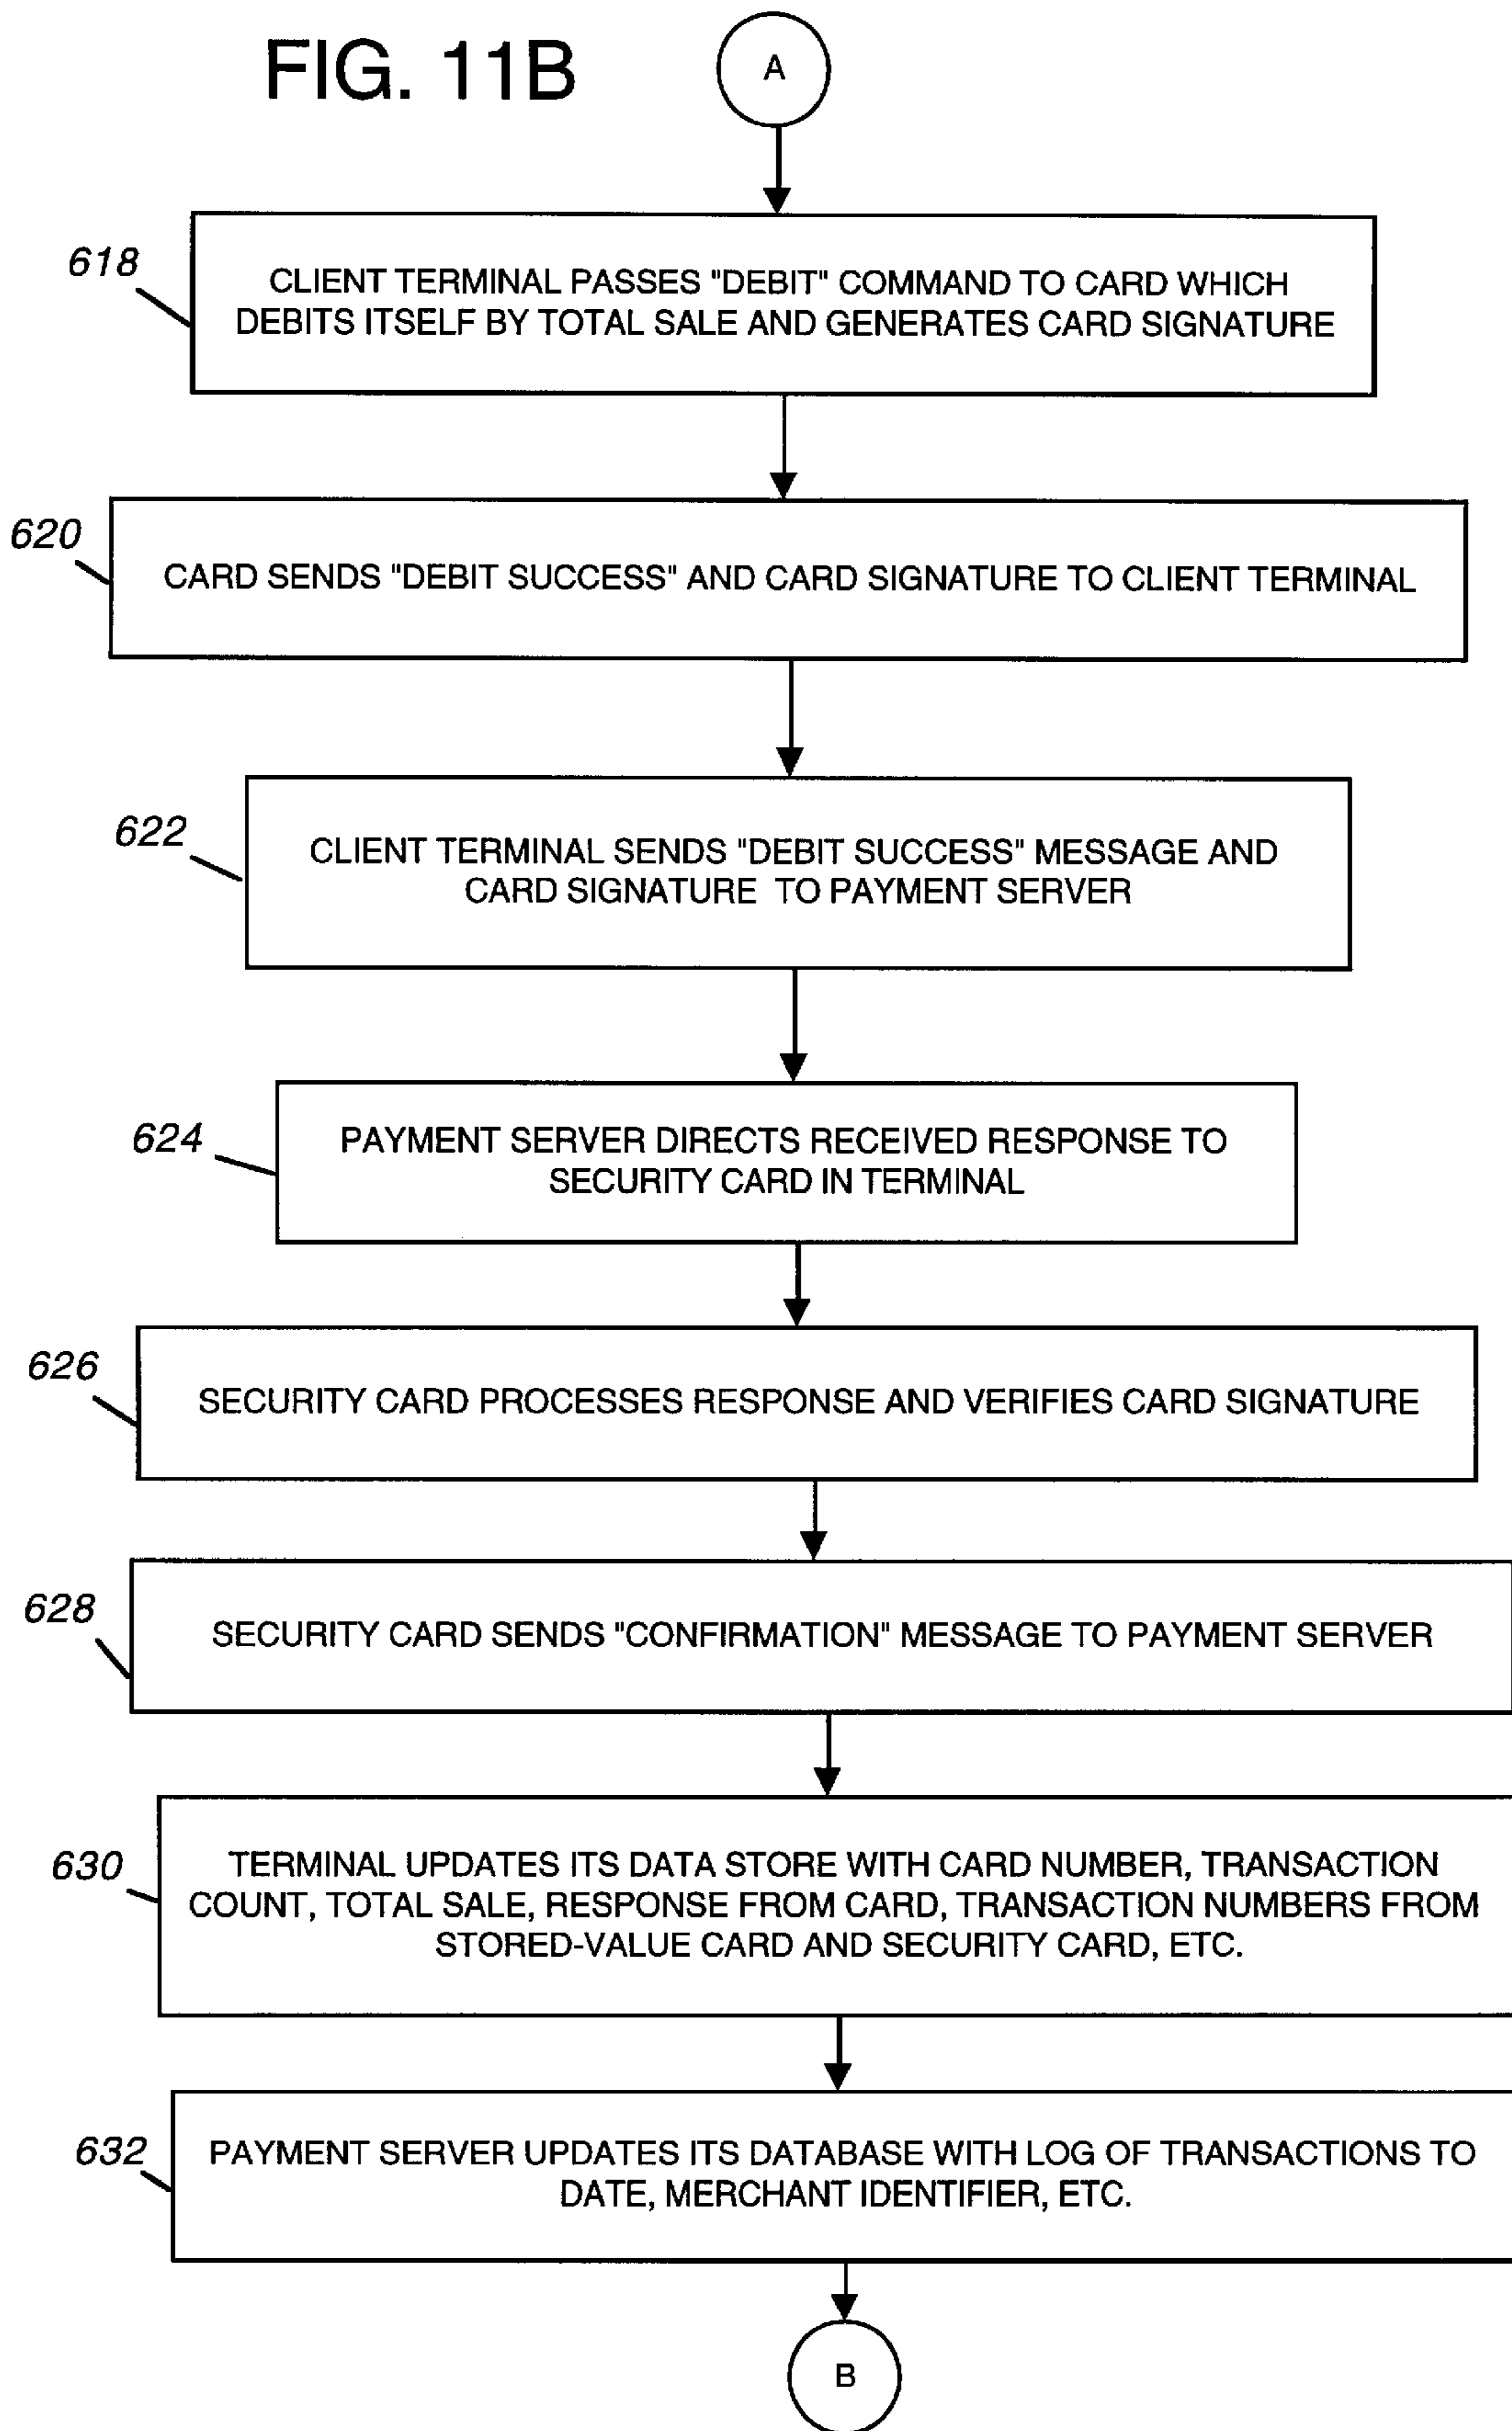 FIG. 11B
A
618
CLIENT TERMINAL PASSES "DEBIT" COMMAND TO CARD WHICH
DEBITS ITSELF BY TOTAL SALE AND GENERATES CARD SIGNATURE
620
CARD SENDS "DEBIT SUCCESS" AND CARD SIGNATURE TO CLIENT TERMINAL
622
CLIENT TERMINAL SENDS "DEBIT SUCCESS" MESSAGE AND
CARD SIGNATURE TO PAYMENT SERVER
624
PAYMENT SERVER DIRECTS RECEIVED RESPONSE TO
SECURITY CARD IN TERMINAL
626
SECURITY CARD PROCESSES RESPONSE AND VERIFIES CARD SIGNATURE
628
SECURITY CARD SENDS "CONFIRMATION" MESSAGE TO PAYMENT SERVER
630
TERMINAL UPDATES ITS DATA STORE WITH CARD NUMBER, TRANSACTION
COUNT, TOTAL SALE, RESPONSE FROM CARD, TRANSACTION NUMBERS FROM
STORED-VALUE CARD AND SECURITY CARD, ETC.
632
PAYMENT SERVER UPDATES ITS DATABASE WITH LOG OF TRANSACTIONS TO
DATE, MERCHANT IDENTIFIER, ETC.
B